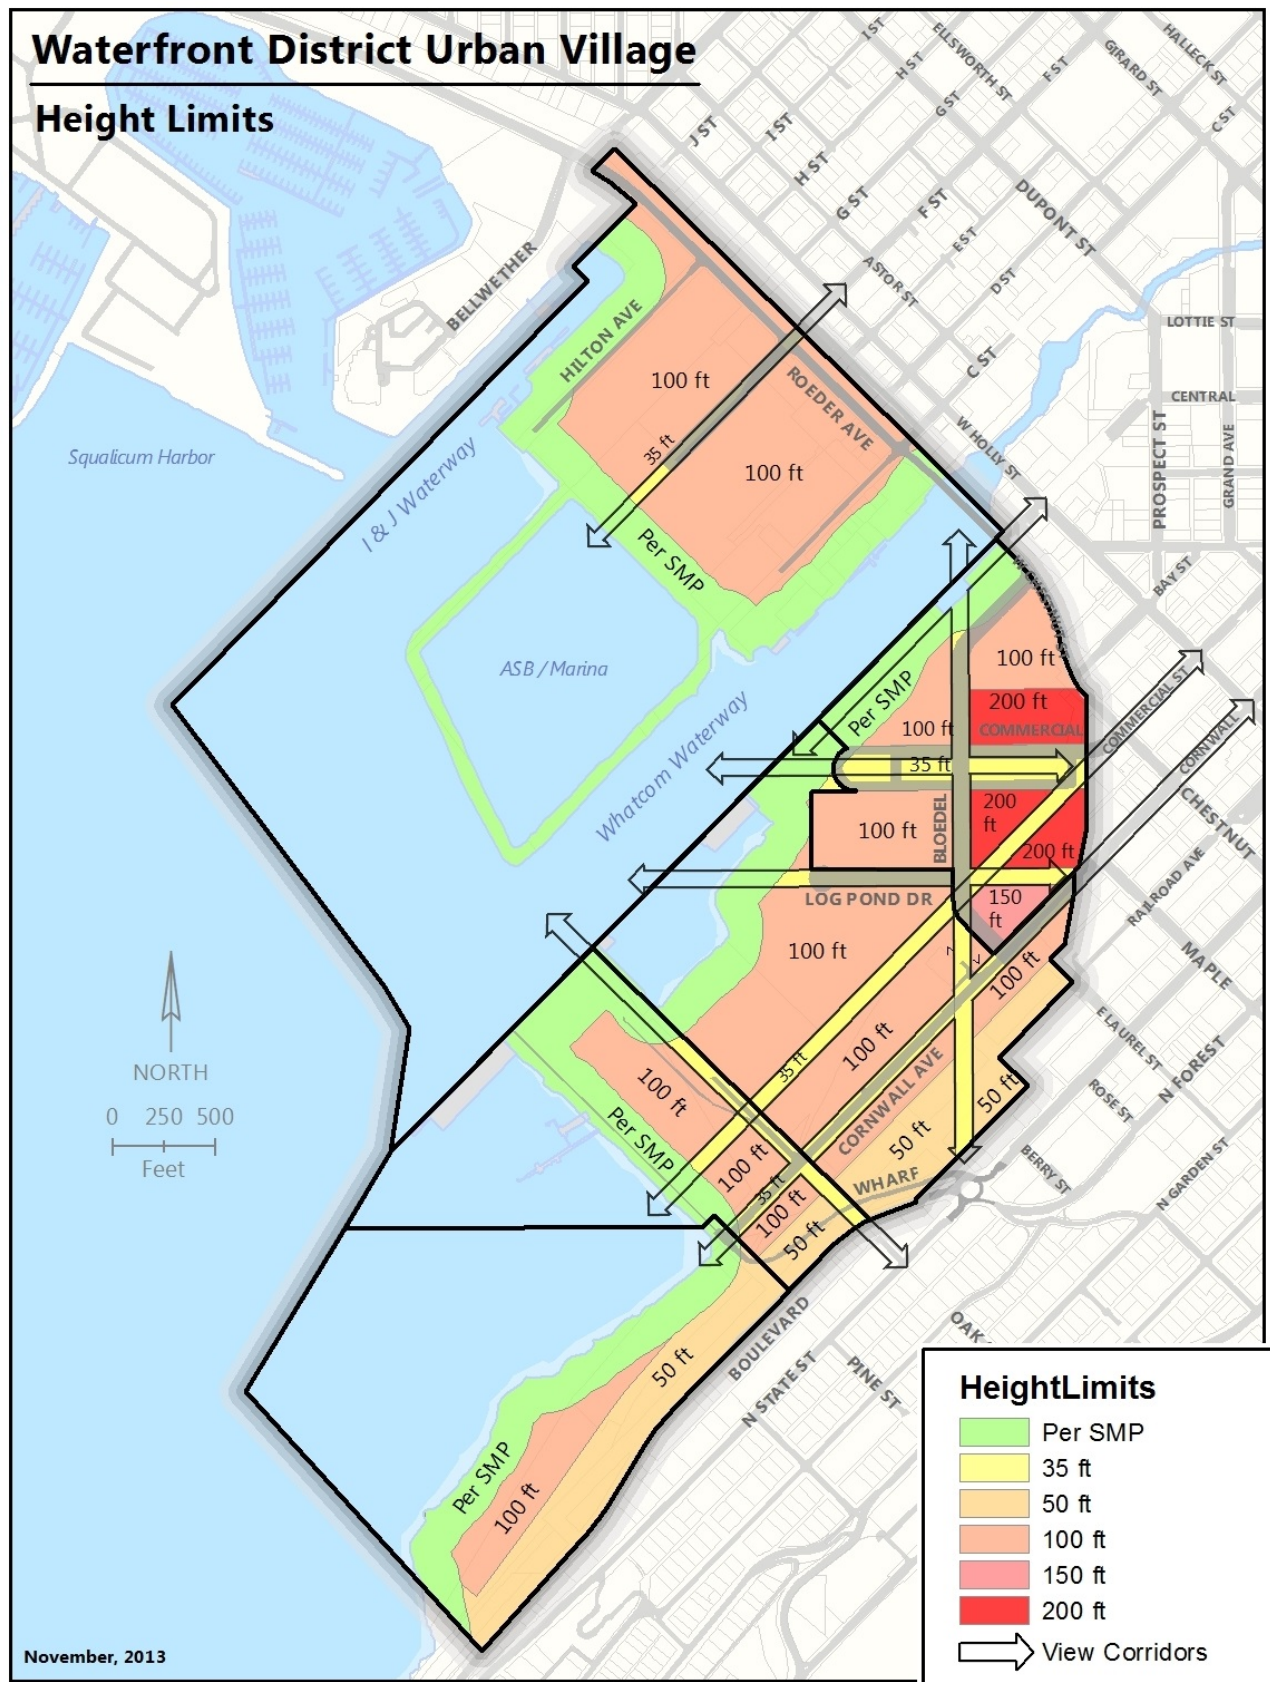 Waterfront District Urban Village
Height Limits
I ST
ELLSWORTH ST
HALLECK ST
H ST
F ST
GIRARD ST
G ST
C ST
J ST
I ST
H ST
G ST
F ST
DUPONT ST
E ST
D ST
ASTOR ST
BELLWETHER
LOTTIE ST
HILTON AVE
C ST
100 ft
ROEDER AVE
CENTRAL
Squalicum Harbor
35 ft
W HOLLY ST
PROSPECT ST
GRAND AVE
100 ft
I & J Waterway
Per SMP
BAY ST
W CHESTNUT ST
ASB / Marina
100 ft
Per SMP
200 ft
COMMERCIAL ST
100 ft
COMMERCIAL
CORNWALL
Whatcom Waterway
35 ft
200
ft
100 ft
BLOEDEL
CHESTNUT
200 ft
LOG POND DR
150
ft
RAILROAD AVE
100 ft
100 ft
MAPLE
E LAUREL ST
NORTH
0 250 500
Feet
100 ft
35 ft
100 ft
CORNWALL AVE
50 ft
N FOREST
ROSE ST
Per SMP
50 ft
100 ft
WHARF
BERRY ST
N GARDEN ST
35 ft
100 ft
50 ft
BOULEVARD
OAK
50 ft
N STATE ST
PINE ST
Per SMP
100 ft
HeightLimits
Per SMP
35 ft
50 ft
100 ft
150 ft
200 ft
View Corridors
November, 2013